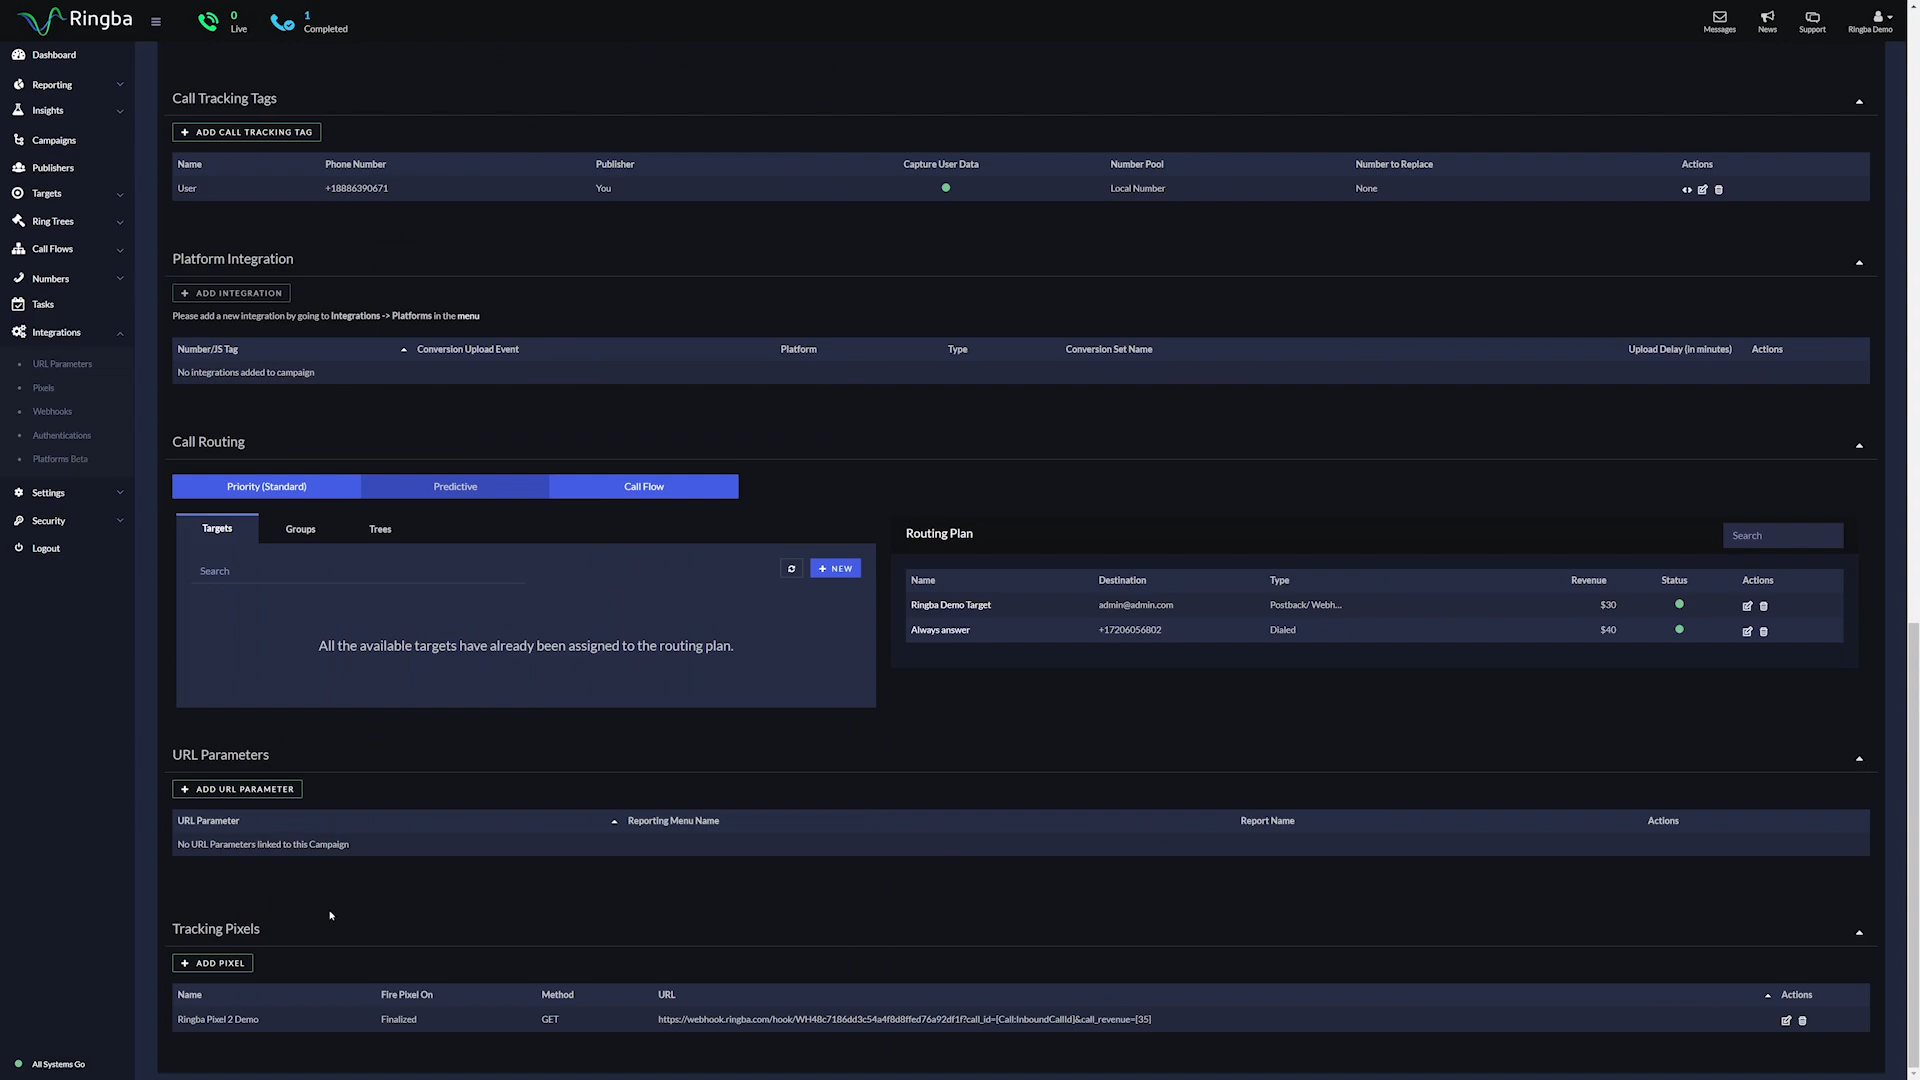 Ringba
0
Live
1
Completed
Messages
News
Support
Ringba Demo
Dashboard
Reporting
Insights
Campaigns
Publishers
Targets
Ring Trees
Call Flows
Numbers
Tasks
Integrations
URL Parameters
Pixels
Webhooks
Authentications
Platforms Beta
Settings
Security
Logout
All Systems Go
Call Tracking Tags
+ ADD CALL TRACKING TAG
Name Phone Number Publisher Capture User Data Number Pool Number to Replace Actions
User +18886390671 You Local Number None
Platform Integration
+ ADD INTEGRATION
Please add a new integration by going to Integrations -> Platforms in the menu
Number/JS Tag Conversion Upload Event Platform Type Conversion Set Name Upload Delay (in minutes) Actions
No integrations added to campaign
Call Routing
Priority (Standard) Predictive Call Flow
Targets Groups Trees
Search
+ NEW
All the available targets have already been assigned to the routing plan.
Routing Plan
Search
Name Destination Type Revenue Status Actions
Ringba Demo Target admin@admin.com Postback/ Webh... $30
Always answer +17206056802 Dialed $40
URL Parameters
+ ADD URL PARAMETER
URL Parameter Reporting Menu Name Report Name Actions
No URL Parameters linked to this Campaign
Tracking Pixels
+ ADD PIXEL
Name Fire Pixel On Method URL Actions
Ringba Pixel 2 Demo Finalized GET https://webhook.ringba.com/hook/WH48c7186dd3c54a4f8d8ffed76a92df1f?call_id=[Call:InboundCallId]&call_revenue=[35]